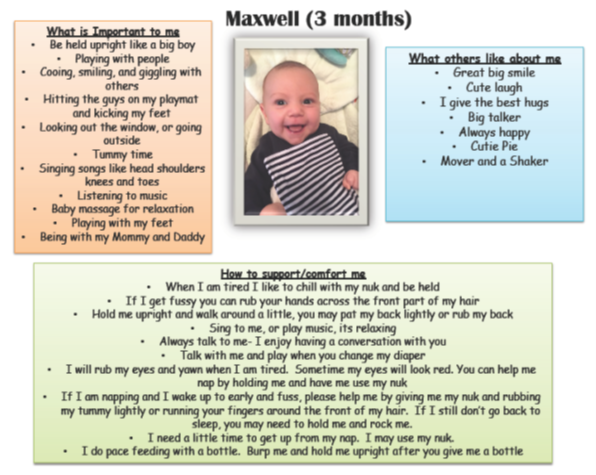 Maxwell (3 months)
What is Important to me
• Be held upright like a big boy
• Playing with people
• Cooing, smiling, and giggling with
others
• Hitting the guys on my playmat
and kicking my feet
• Looking out the window, or going
outside
• Tummy time
• Singing songs like head shoulders
knees and toes
• Listening to music
• Baby massage for relaxation
• Playing with my feet
• Being with my Mommy and Daddy
What others like about me
• Great big smile
• Cute laugh
• I give the best hugs
• Big talker
• Always happy
• Cutie Pie
• Mover and a Shaker
How to support/comfort me
• When I am tired I like to chill with my nuk and be held
• If I get fussy you can rub your hands across the front part of my hair
• Hold me upright and walk around a little, you may pat my back lightly or rub my back
• Sing to me, or play music, its relaxing
• Always talk to me- I enjoy having a conversation with you
• Talk with me and play when you change my diaper
• I will rub my eyes and yawn when I am tired. Sometime my eyes will look red. You can help me
nap by holding me and have me use my nuk
• If I am napping and I wake up to early and fuss, please help me by giving me my nuk and rubbing
my tummy lightly or running your fingers around the front of my hair. If I still don't go back to
sleep, you may need to hold me and rock me.
• I need a little time to get up from my nap. I may use my nuk.
• I do pace feeding with a bottle. Burp me and hold me upright after you give me a bottle